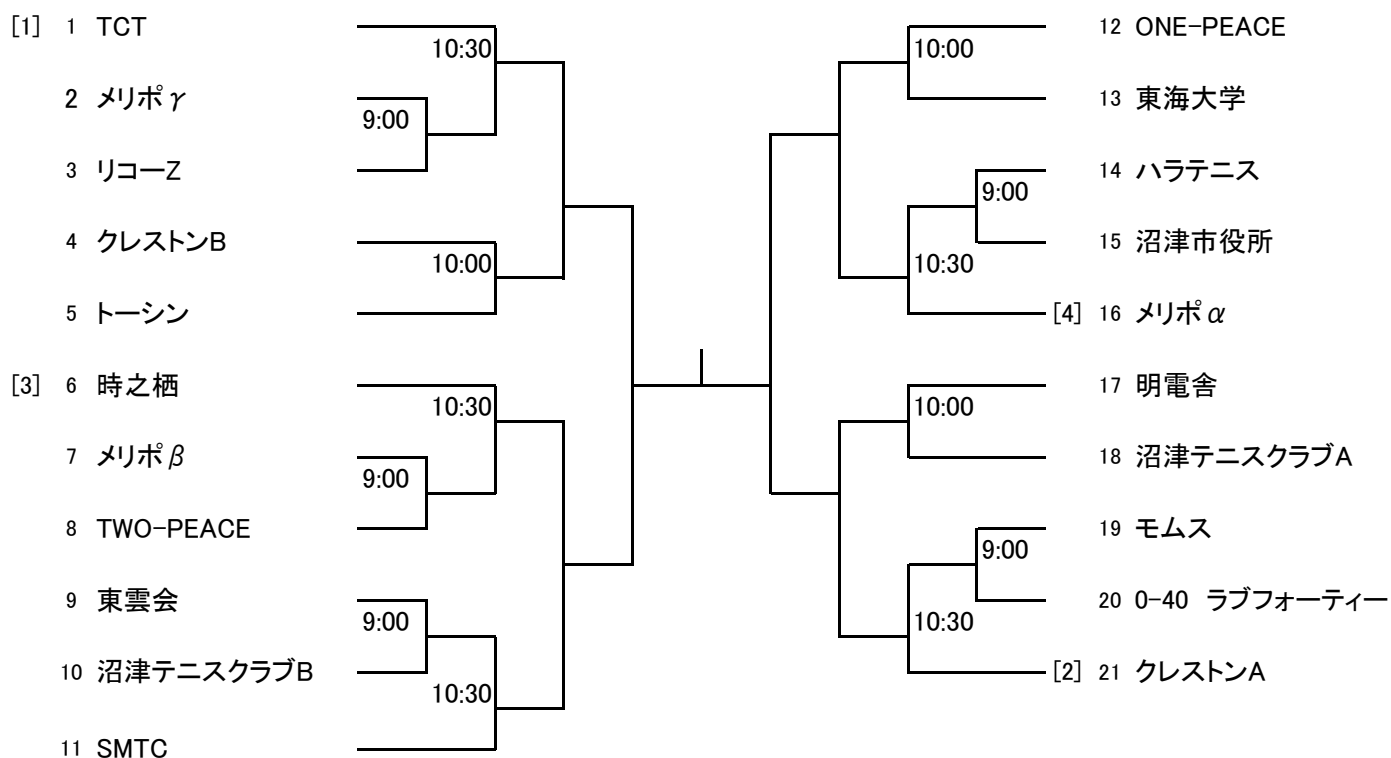 [1] 1 TCT
10:30
2 メリポγ
9:00
3 リコーZ
4 クレストンB
10:00
5 トーシン
[3] 6 時之栖
10:30
7 メリポβ
9:00
8 TWO-PEACE
9 東雲会
9:00
10 沼津テニスクラブB
10:30
11 SMTC
12 ONE-PEACE
10:00
13 東海大学
14 ハラテニス
9:00
15 沼津市役所
10:30
[4] 16 メリポα
17 明電舎
10:00
18 沼津テニスクラブA
19 モムス
9:00
20 0-40 ラブフォーティー
10:30
[2] 21 クレストンA